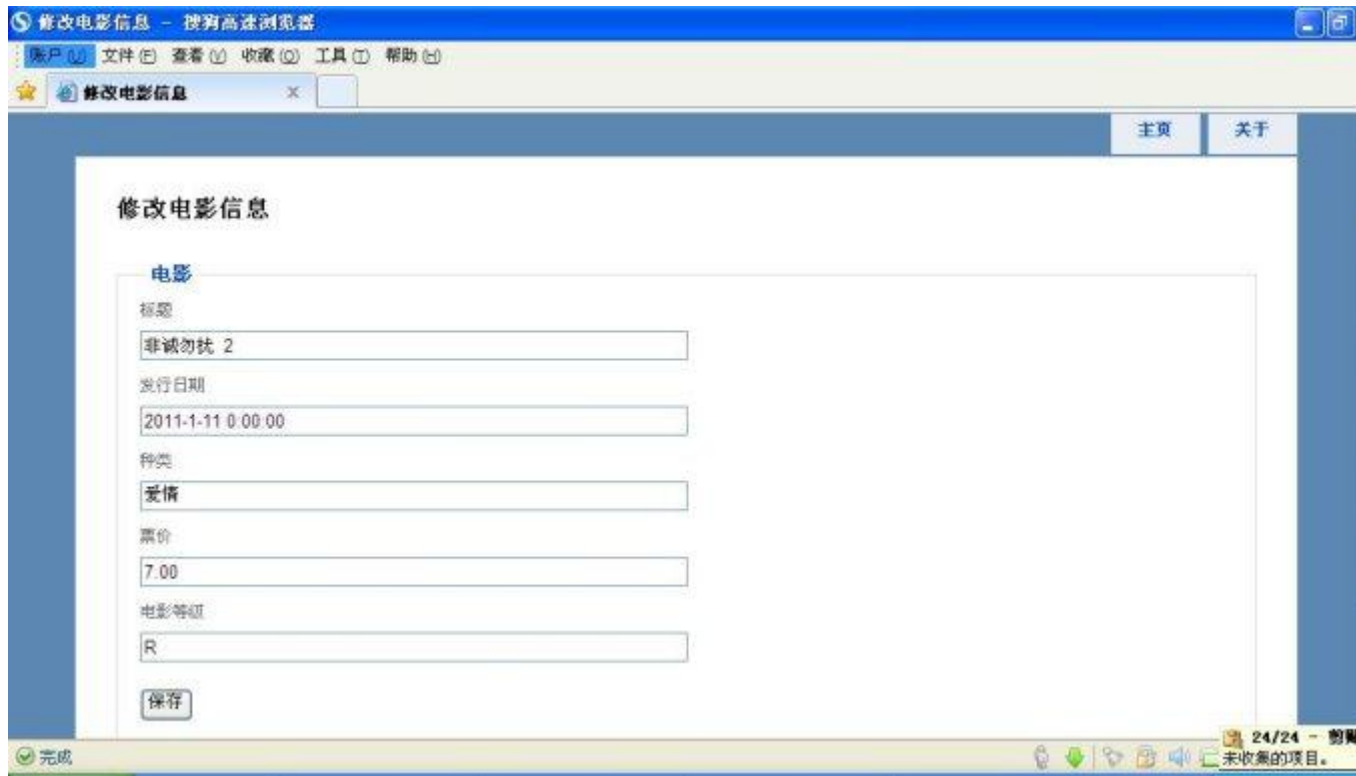 修改电影信息 - 搜狗高速浏览器
账户(U) 文件(F) 查看(V) 收藏(O) 工具(T) 帮助(H)
修改电影信息
主页 关于
修改电影信息
电影
标题
非诚勿扰 2
发行日期
2011-1-11 0:00:00
种类
爱情
票价
7.00
电影等级
R
保存
24/24 - 剪
完成
未收集的项目。